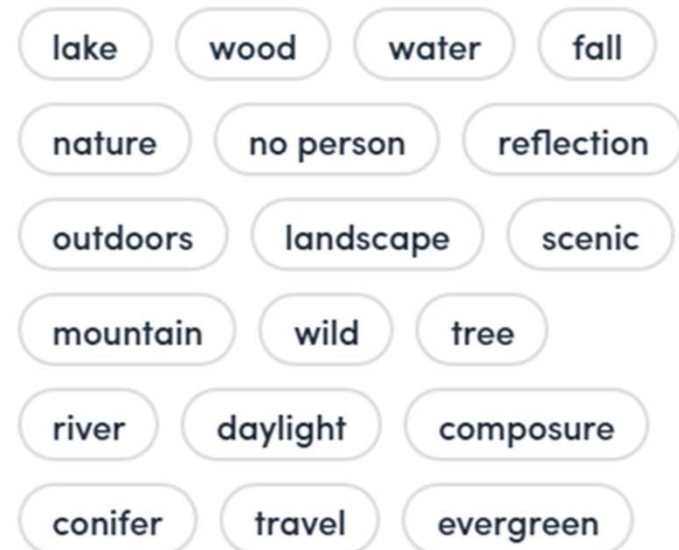 lake wood water fall
nature no person reflection
outdoors landscape scenic
mountain wild tree
river daylight composure
conifer travel evergreen